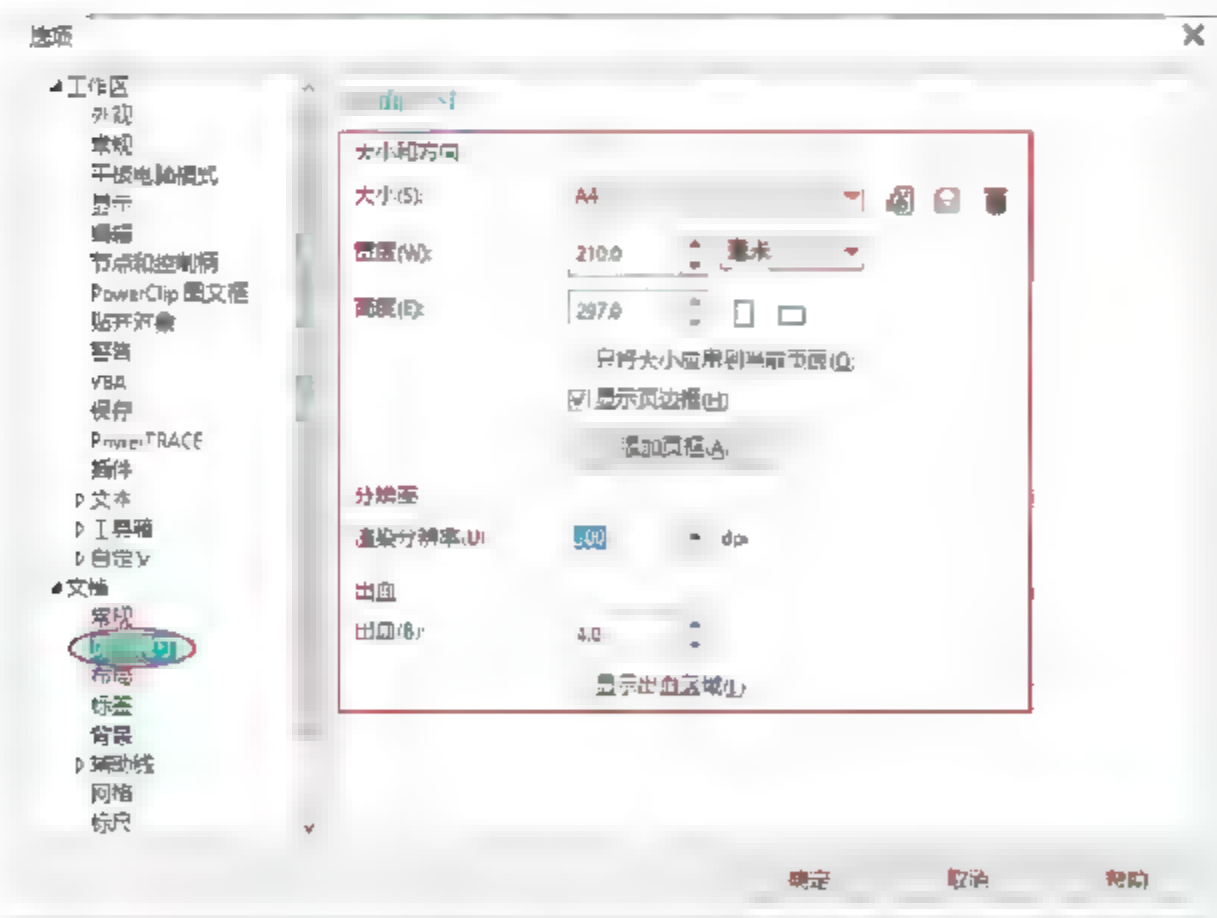 选项
工作区
外观
常规
平板电脑模式
显示
编辑
节点和控制柄
PowerClip 图文框
贴齐对象
警告
VBA
保存
PowerTRACE
插件
文本
工具箱
自定义
文档
常规
布局
标签
背景
辅助线
网格
标尺
大小和方向
大小(S):
A4
宽度(W):
210.0
毫米
高度(E):
297.0
只将大小应用到当前页面(O)
显示页边框(H)
添加页框(A)
分辨率
渲染分辨率(U)
dpi
出血
出血(B):
4.0
显示出血区域(L)
确定
取消
帮助